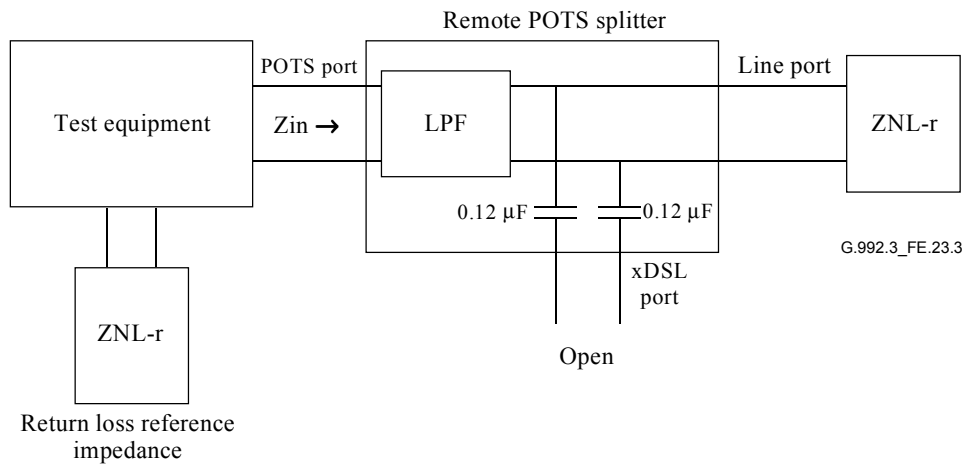 Remote POTS splitter
Test equipment
POTS port
Zin →
LPF
Line port
ZNL-r
0.12 µF
0.12 µF
G.992.3_FE.23.3
xDSL
port
Open
ZNL-r
Return loss reference
impedance